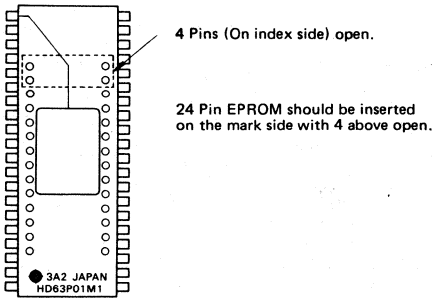 4 Pins (On index side) open.
24 Pin EPROM should be inserted
on the mark side with 4 above open.
3A2 JAPAN
HD63P01M1